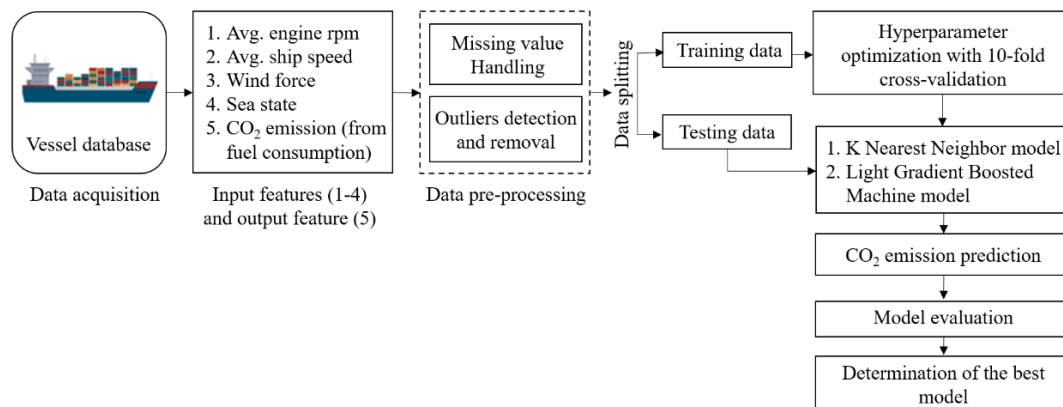 Vessel database
Data acquisition
1. Avg. engine rpm
2. Avg. ship speed
3. Wind force
4. Sea state
5. CO₂ emission (from
fuel consumption)
Input features (1-4)
and output feature (5)
Missing value
Handling
Outliers detection
and removal
Data pre-processing
Data splitting
Training data
Testing data
Hyperparameter
optimization with 10-fold
cross-validation
1. K Nearest Neighbor model
2. Light Gradient Boosted
Machine model
CO₂ emission prediction
Model evaluation
Determination of the best
model